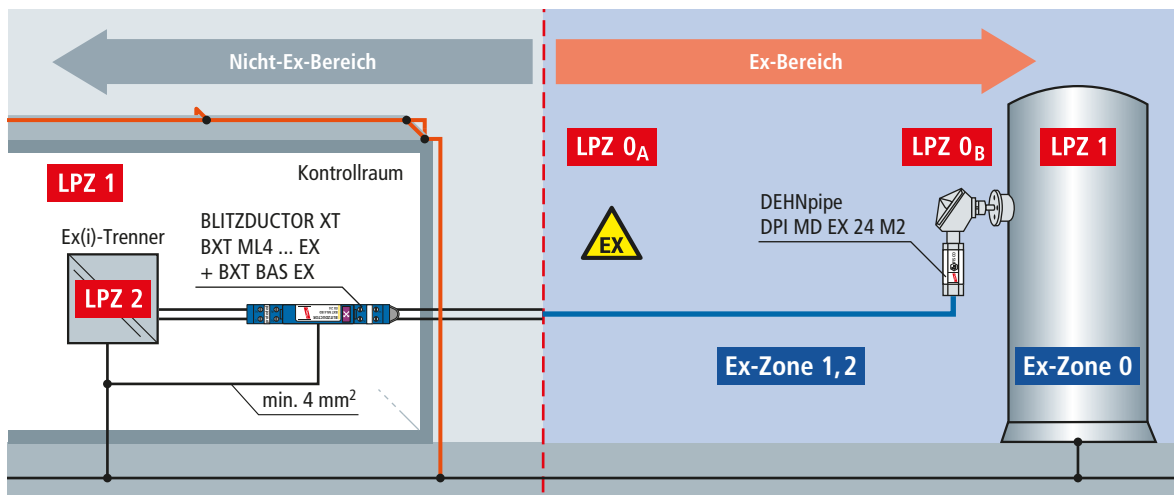 Nicht-Ex-Bereich
Ex-Bereich
LPZ 0A
LPZ 0B
LPZ 1
LPZ 1
Kontrollraum
DEHNpipe
DPI MD EX 24 M2
BLITZDUCTOR XT
BXT ML4 ... EX
+ BXT BAS EX
Ex(i)-Trenner
EX
LPZ 2
Ex-Zone 1,2
Ex-Zone 0
min. 4 mm²